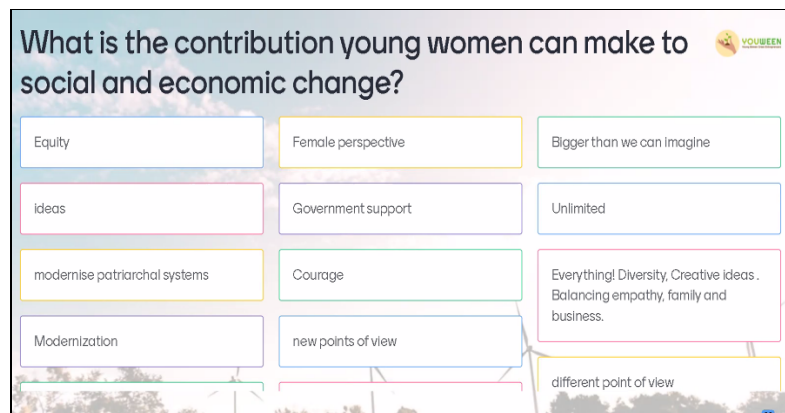 What is the contribution young women can make to
social and economic change?
YOUWEEN
Equity
Female perspective
Bigger than we can imagine
ideas
Government support
Unlimited
modernise patriarchal systems
Courage
Everything! Diversity, Creative ideas .
Balancing empathy, family and
business.
Modernization
new points of view
different point of view